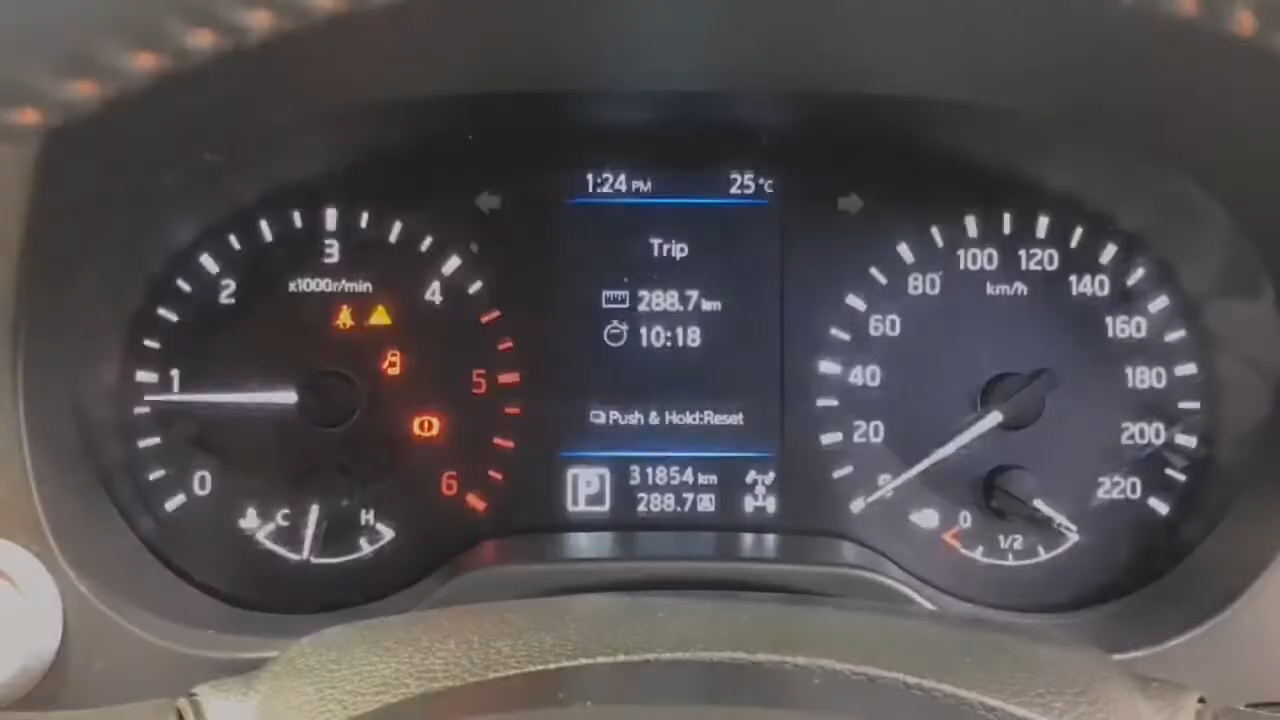 1:24 PM 25°C
Trip
288.7 km
10:18
Push & Hold:Reset
P 31854 km
288.7 A
0 1 2 3 4 5 6
x1000r/min
C H
0 20 40 60 80 100 120 140 160 180 200 220
km/h
0 1/2